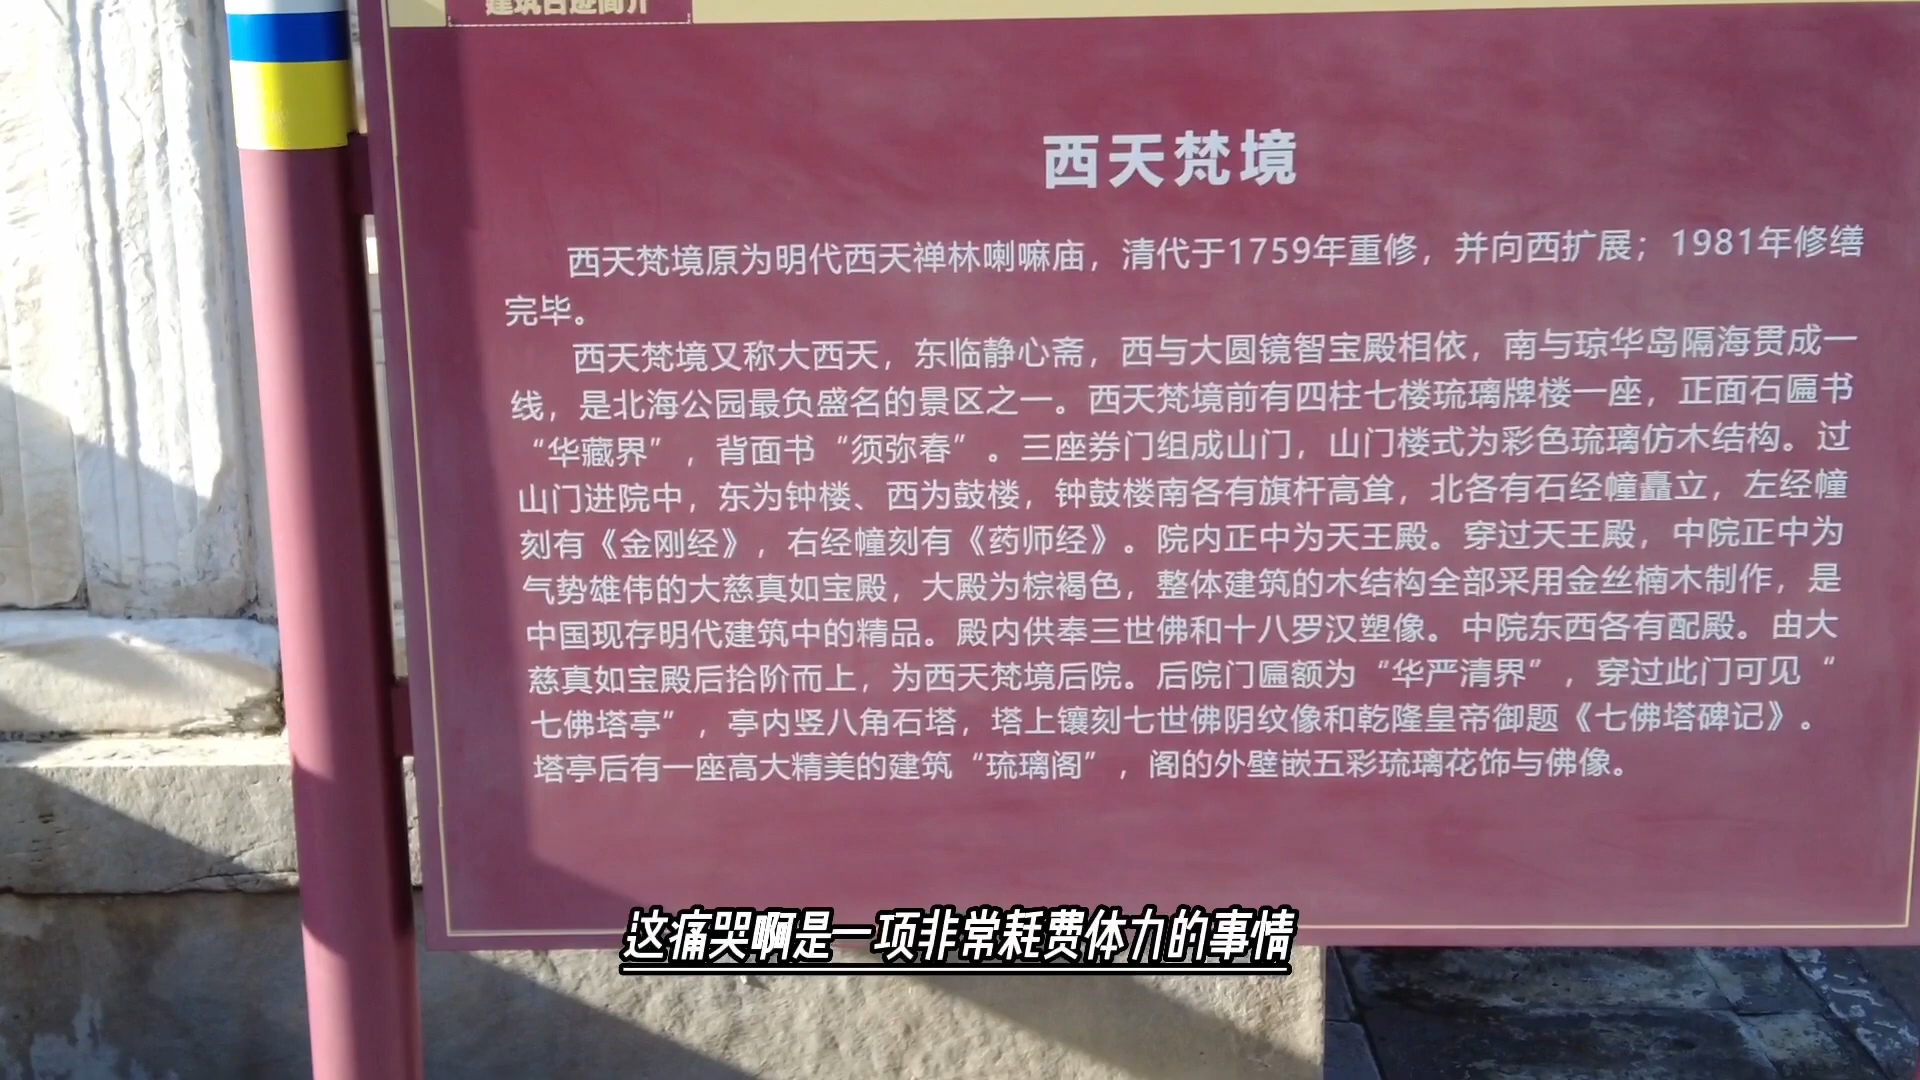 建筑古迹简介
西天梵境
西天梵境原为明代西天禅林喇嘛庙，清代于1759年重修，并向西扩展；1981年修缮
完毕。
西天梵境又称大西天，东临静心斋，西与大圆镜智宝殿相依，南与琼华岛隔海贯成一
线，是北海公园最负盛名的景区之一。西天梵境前有四柱七楼琉璃牌楼一座，正面石匾书
“华藏界”，背面书“须弥春”。三座券门组成山门，山门楼式为彩色琉璃仿木结构。过
山门进院中，东为钟楼、西为鼓楼，钟鼓楼南各有旗杆高耸，北各有石经幢矗立，左经幢
刻有《金刚经》，右经幢刻有《药师经》。院内正中为天王殿。穿过天王殿，中院正中为
气势雄伟的大慈真如宝殿，大殿为棕褐色，整体建筑的木结构全部采用金丝楠木制作，是
中国现存明代建筑中的精品。殿内供奉三世佛和十八罗汉塑像。中院东西各有配殿。由大
慈真如宝殿后拾阶而上，为西天梵境后院。后院门匾额为“华严清界”，穿过此门可见“
七佛塔亭”，亭内竖八角石塔，塔上镶刻七世佛阴纹像和乾隆皇帝御题《七佛塔碑记》。
塔亭后有一座高大精美的建筑“琉璃阁”，阁的外壁嵌五彩琉璃花饰与佛像。
这痛哭啊是一项非常耗费体力的事情